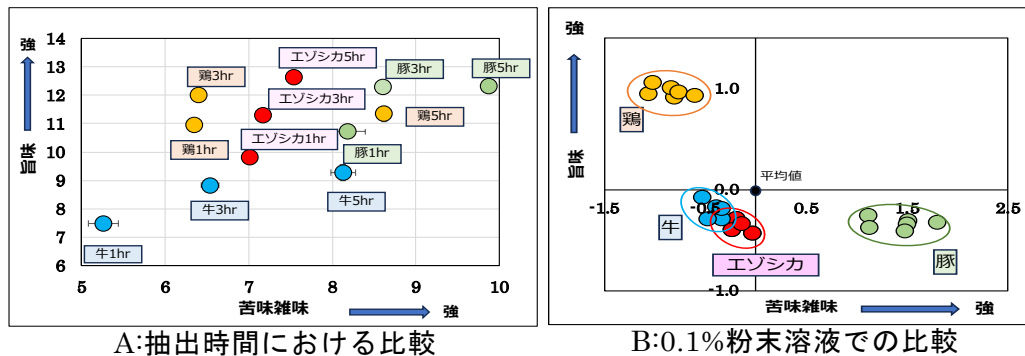 強
旨味
14
13
12
11
10
9
8
7
6
5
6
7
8
9
10
苦味雑味
強
エゾシカ5hr
鶏3hr
豚3hr
豚5hr
エゾシカ3hr
鶏5hr
エゾシカ1hr
鶏1hr
豚1hr
牛3hr
牛5hr
牛1hr
A:抽出時間における比較
強
旨味
1.0
鶏
平均値
0.0
-1.5
-0.5
0.5
1.5
2.5
牛
エゾシカ
豚
-1.0
苦味雑味
強
B:0.1%粉末溶液での比較